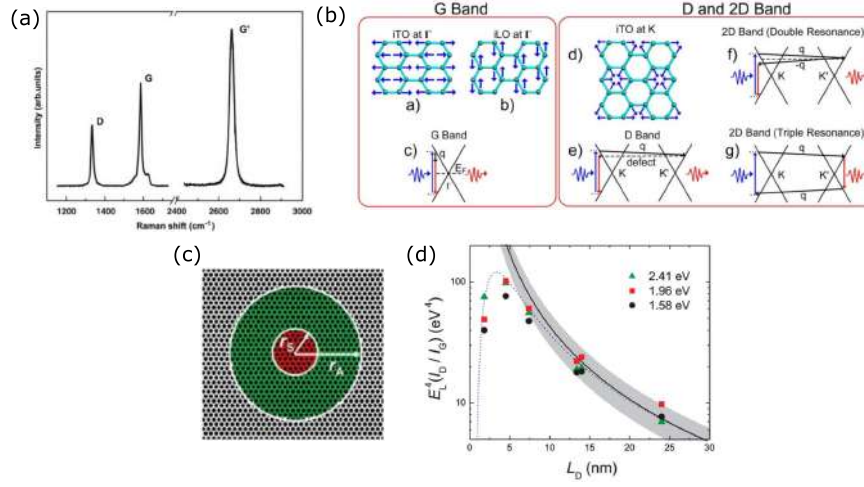 (a)
G'
G
D
Intensity (arb.units)
1200 1400 1600 2400 2600 2800 3000
Raman shift (cm⁻¹)
(b)
G Band
iTO at Γ
iLO at Γ
a)
b)
G Band
c)
q
E_F
Γ
D and 2D Band
iTO at K
d)
2D Band (Double Resonance)
f)
q
-q
K K'
D Band
e)
q
defect
K K'
2D Band (Triple Resonance)
g)
q
K K'
q
(c)
r_S
r_A
(d)
E_L⁴(I_D / I_G) (eV⁴)
100
10
2.41 eV
1.96 eV
1.58 eV
0 5 10 15 20 25 30
L_D (nm)